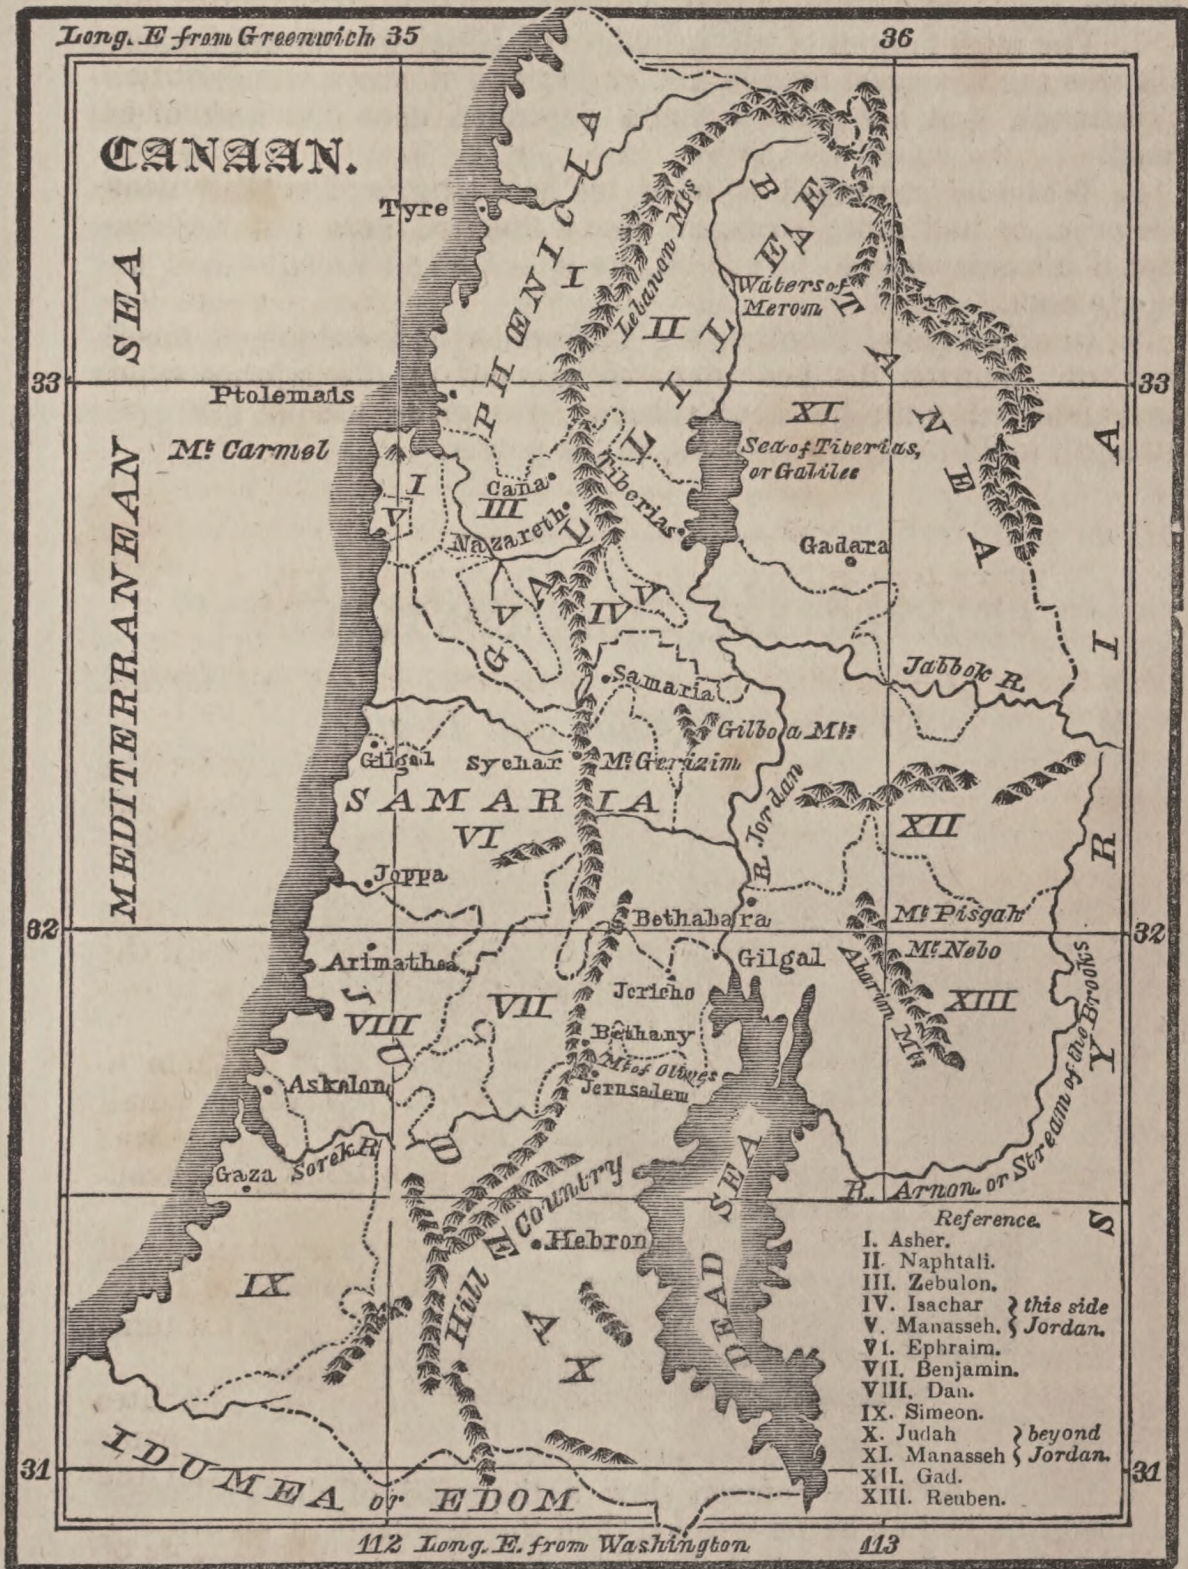 Long. E from Greenwich 35
36
CANAAN.
Tyre
PHŒNICIA
I
Lebanan Mts
II
Waters of
Merom
BEÆ
MEDITERRANEAN SEA
33
33
Ptolemais
Mt. Carmel
XI
Sea of Tiberias,
or Galilee
TRAANEA
I
V
Cana
III
Nazareth
Tiberias
GALILEE
Gadara
V
IV
V
Samaria
Jabbok R.
Gilboa Mts
Gilgal
Sychar
Mt. Gerizim
SAMARIA
VI
R. Jordan
XII
Joppa
Bethabara
Mt. Pisgah
32
32
Gilgal
Mt. Nebo
Arimathea
Jericho
Abarim Mts
XIII
VII
VIII
Bethany
Mt of Olives
Jerusalem
Askalon
JUDEA
Sorek R.
Gaza
DEAD SEA
R. Arnon or Stream of the Brooks
SYRIA
Hill Country
Hebron
IX
X
Reference.
I. Asher.
II. Naphtali.
III. Zebulon.
IV. Isachar } this side
V. Manasseh. { Jordan.
VI. Ephraim.
VII. Benjamin.
VIII. Dan.
IX. Simeon.
X. Judah } beyond
XI. Manasseh { Jordan.
XII. Gad.
XIII. Reuben.
31
31
IDUMEA or EDOM
112 Long. E. from Washington
113